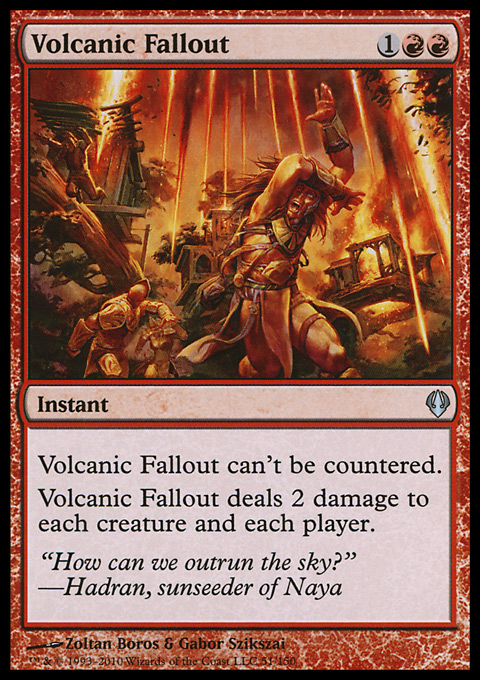 Volcanic Fallout 1
Instant
Volcanic Fallout can't be countered.
Volcanic Fallout deals 2 damage to
each creature and each player.
“How can we outrun the sky?”
—Hadran, sunseeder of Naya
Zoltan Boros & Gabor Szikszai
™ & © 1993–2010 Wizards of the Coast LLC 51/150